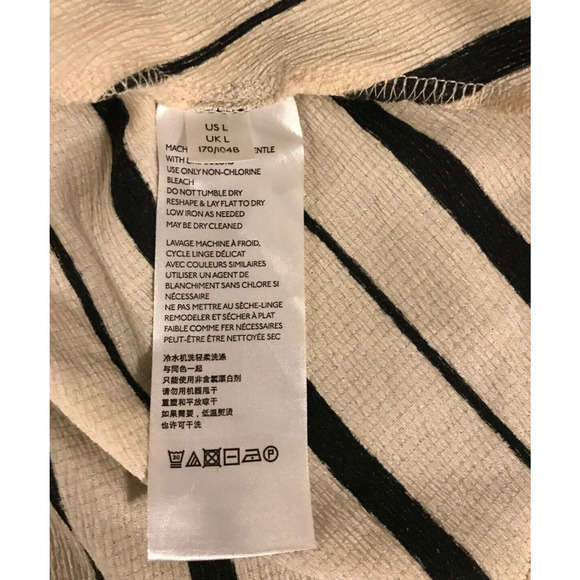 US L
UK L
170/104B
MACH ENTLE
WITH
USE ONLY NON-CHLORINE
BLEACH
DO NOT TUMBLE DRY
RESHAPE & LAY FLAT TO DRY
LOW IRON AS NEEDED
MAY BE DRY CLEANED
LAVAGE MACHINE À FROID,
CYCLE LINGE DÉLICAT
AVEC COULEURS SIMILAIRES
UTILISER UN AGENT DE
BLANCHIMENT SANS CHLORE SI
NÉCESSAIRE
NE PAS METTRE AU SÈCHE-LINGE
REMODELER ET SÉCHER À PLAT
FAIBLE COMME FER NÉCESSAIRES
PEUT-ÊTRE ÊTRE NETTOYÉE SEC
冷水机洗轻柔洗涤
与同色一起
只能使用非含氯漂白剂
请勿用机器甩干
重塑和平放晾干
如果需要，低温熨烫
也许可干洗
30
P